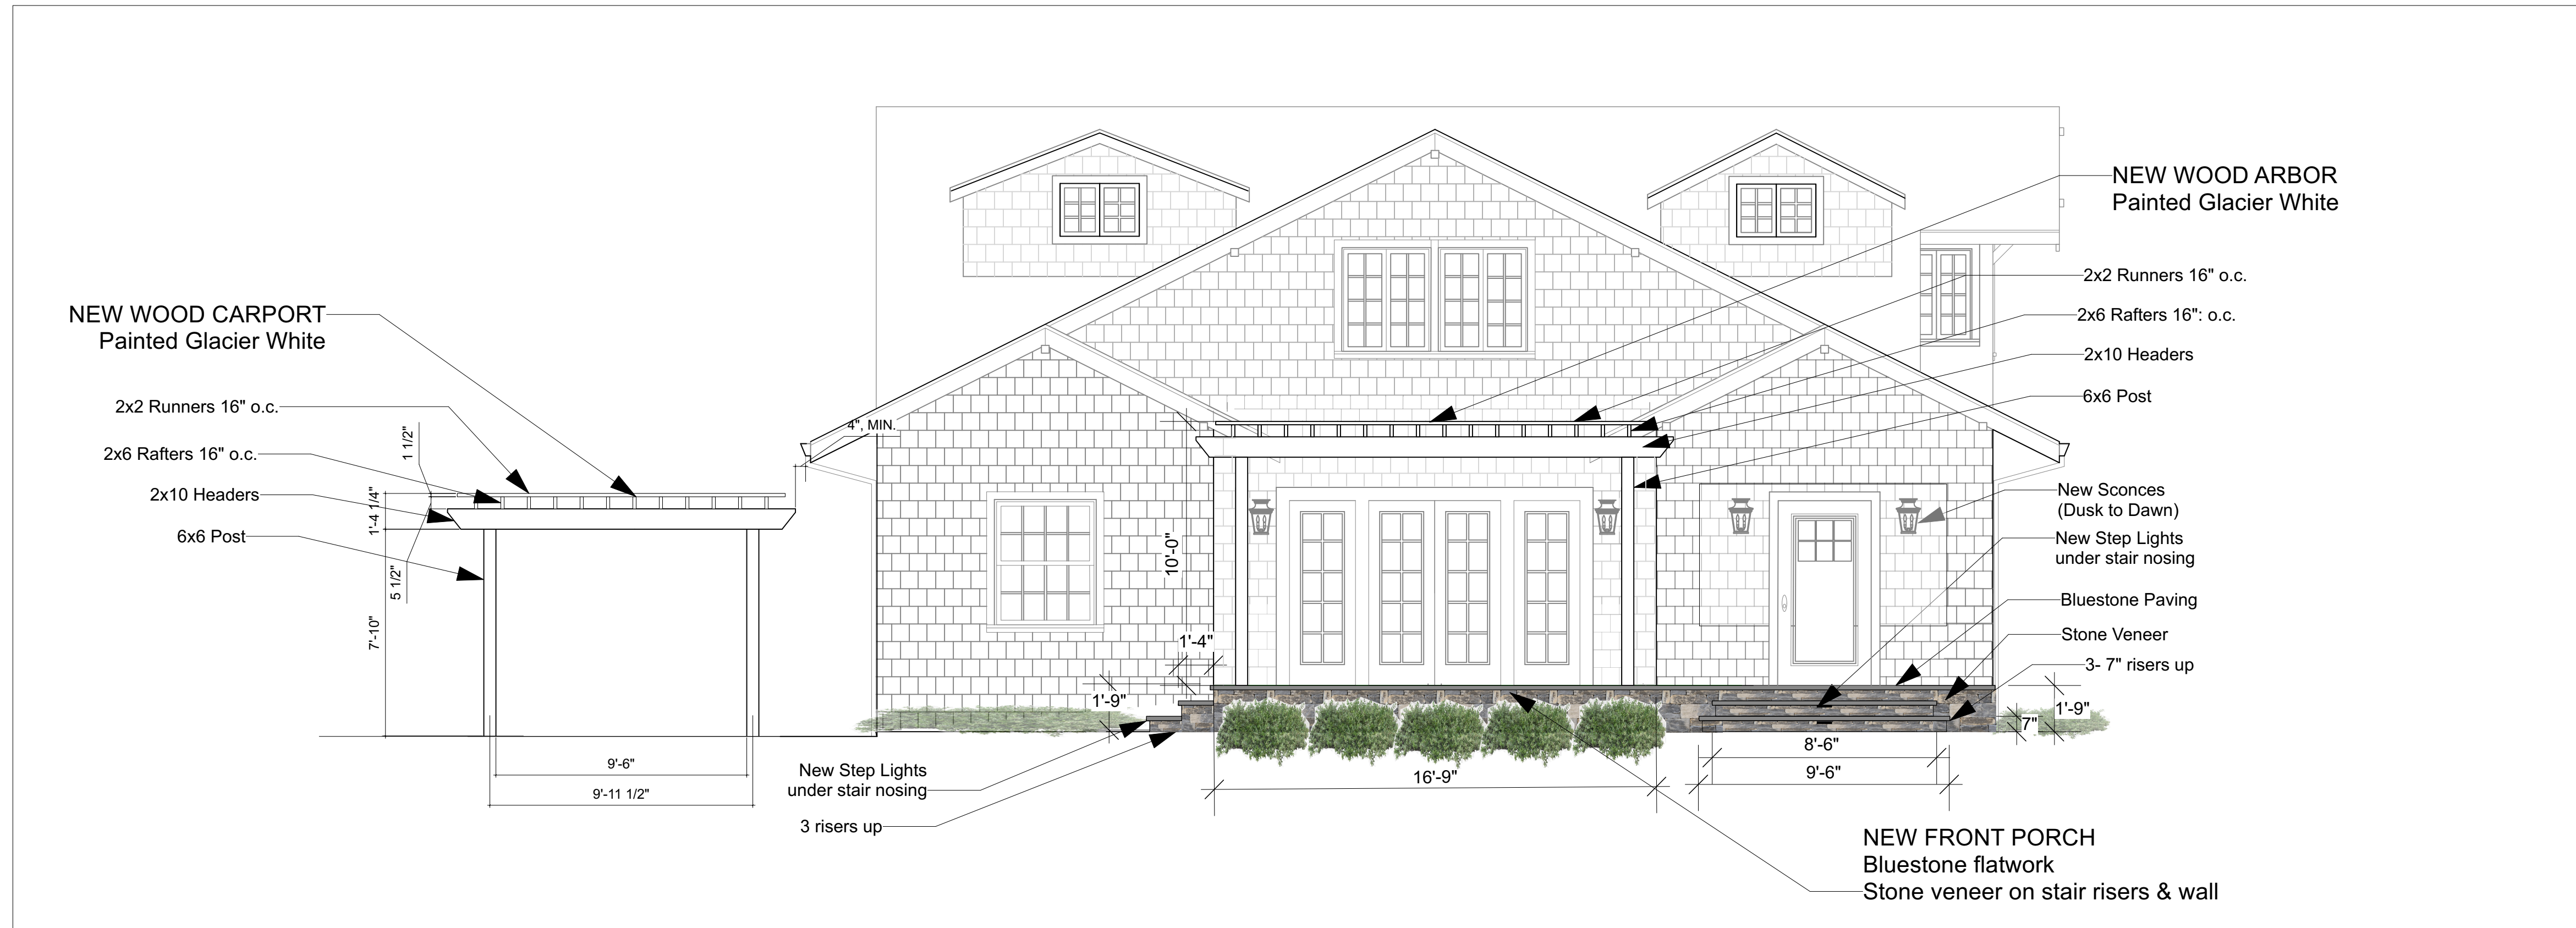 NEW WOOD CARPORT
Painted Glacier White
2x2 Runners 16" o.c.
2x6 Rafters 16" o.c.
2x10 Headers
6x6 Post
1 1/2"
1'-4 1/4"
5 1/2"
7'-10"
9'-6"
9'-11 1/2"
4", MIN.
10'-0"
1'-4"
1'-9"
New Step Lights
under stair nosing
3 risers up
16'-9"
8'-6"
9'-6"
7"
1'-9"
NEW WOOD ARBOR
Painted Glacier White
2x2 Runners 16" o.c.
2x6 Rafters 16": o.c.
2x10 Headers
6x6 Post
New Sconces
(Dusk to Dawn)
New Step Lights
under stair nosing
Bluestone Paving
Stone Veneer
3- 7" risers up
NEW FRONT PORCH
Bluestone flatwork
Stone veneer on stair risers & wall